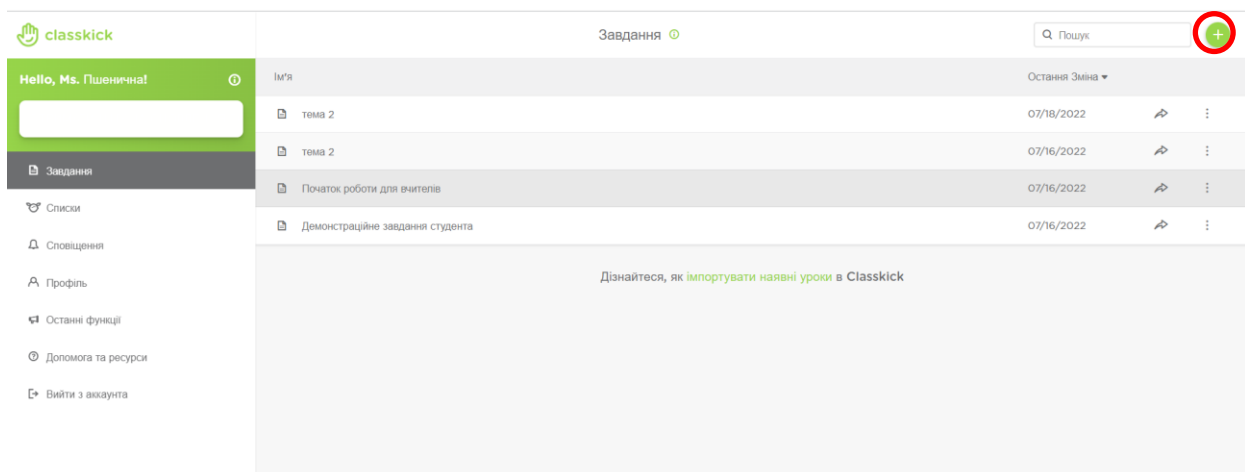 classkick
Завдання
Пошук
Hello, Ms. Пшенична!
Ім'я
Остання Зміна
тема 2
07/18/2022
тема 2
07/16/2022
Завдання
Початок роботи для вчителів
07/16/2022
Списки
Демонстраційне завдання студента
07/16/2022
Сповіщення
Дізнайтеся, як імпортувати наявні уроки в Classkick
Профіль
Останні функції
Допомога та ресурси
Вийти з аккаунта